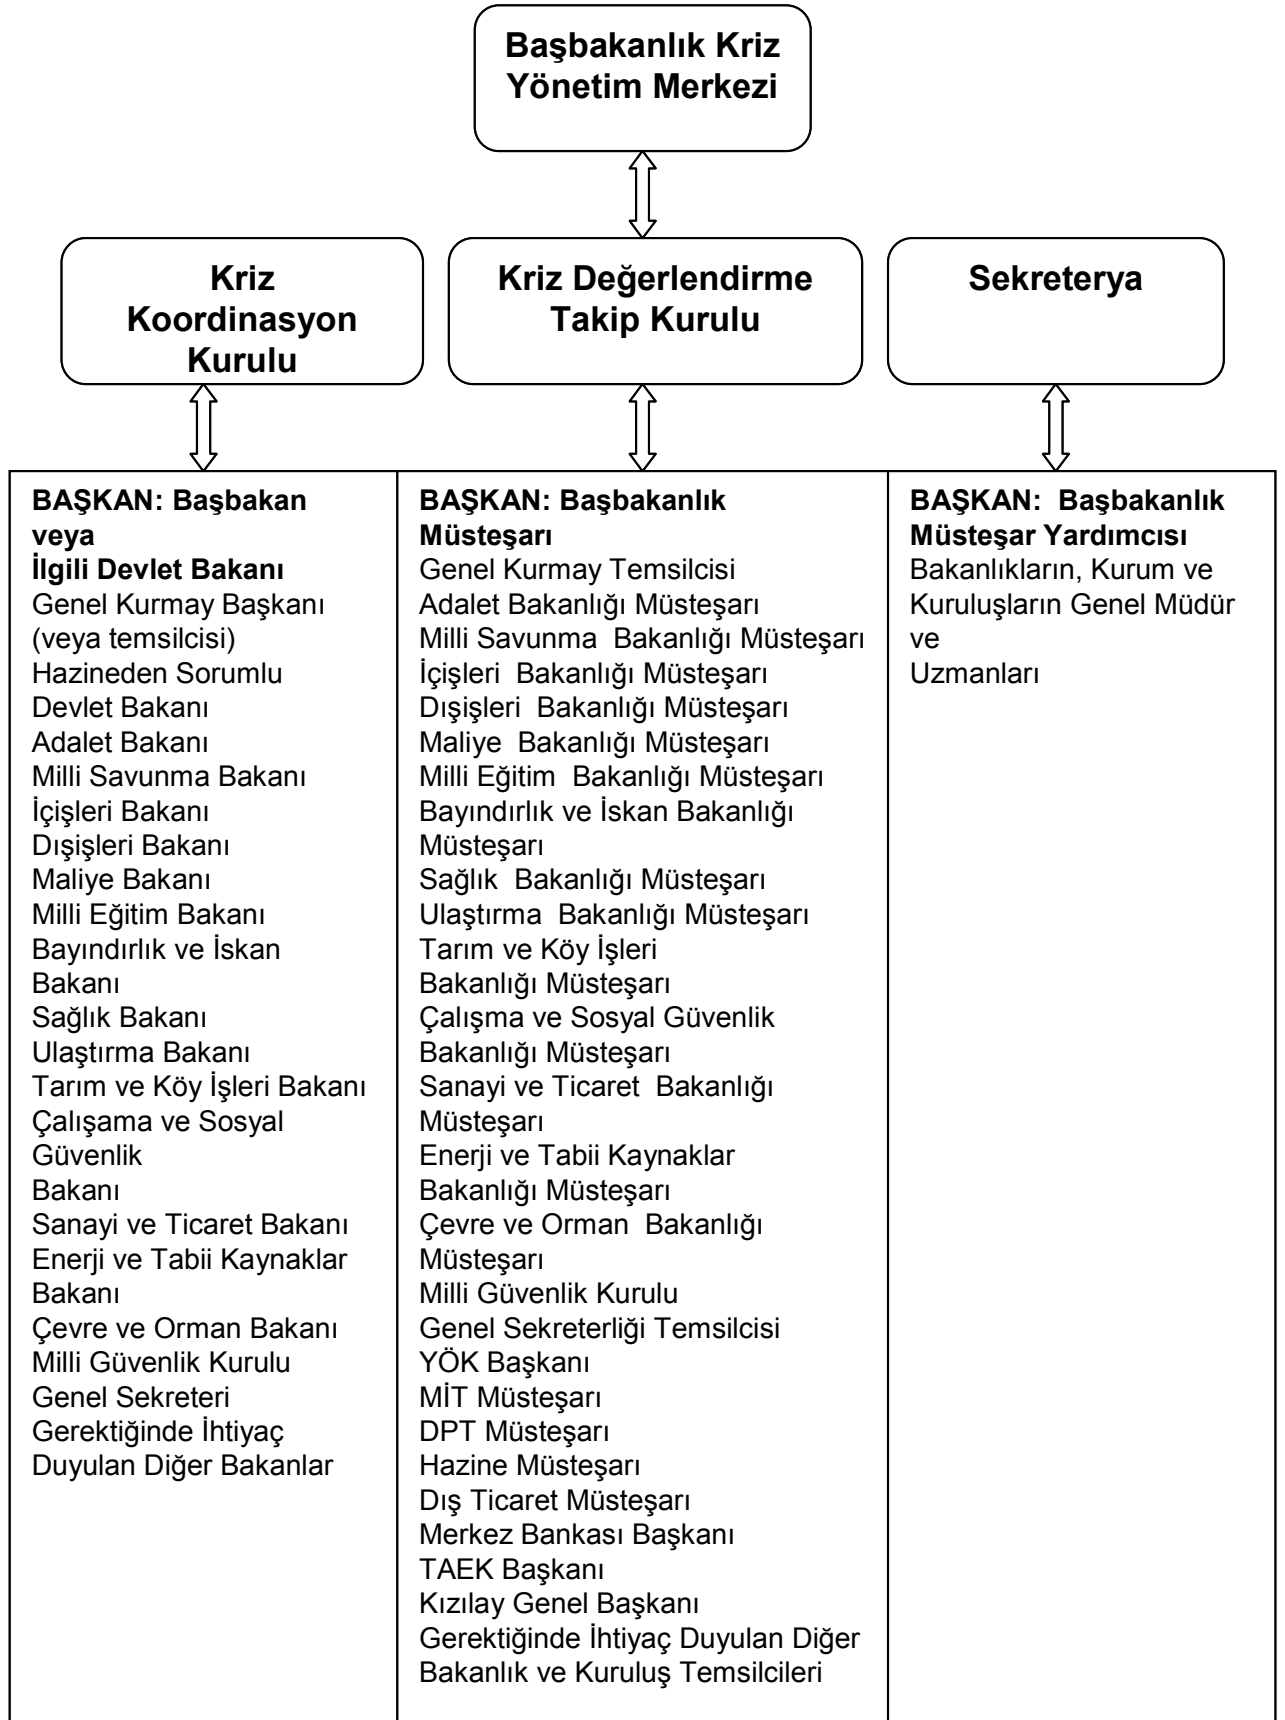 Başbakanlık Kriz
Yönetim Merkezi
Kriz
Koordinasyon
Kurulu
Kriz Değerlendirme
Takip Kurulu
Sekreterya
BAŞKAN: Başbakan
veya
İlgili Devlet Bakanı
Genel Kurmay Başkanı
(veya temsilcisi)
Hazineden Sorumlu
Devlet Bakanı
Adalet Bakanı
Milli Savunma Bakanı
İçişleri Bakanı
Dışişleri Bakanı
Maliye Bakanı
Milli Eğitim Bakanı
Bayındırlık ve İskan
Bakanı
Sağlık Bakanı
Ulaştırma Bakanı
Tarım ve Köy İşleri Bakanı
Çalışama ve Sosyal
Güvenlik
Bakanı
Sanayi ve Ticaret Bakanı
Enerji ve Tabii Kaynaklar
Bakanı
Çevre ve Orman Bakanı
Milli Güvenlik Kurulu
Genel Sekreteri
Gerektiğinde İhtiyaç
Duyulan Diğer Bakanlar
BAŞKAN: Başbakanlık
Müsteşarı
Genel Kurmay Temsilcisi
Adalet Bakanlığı Müsteşarı
Milli Savunma  Bakanlığı Müsteşarı
İçişleri  Bakanlığı Müsteşarı
Dışişleri  Bakanlığı Müsteşarı
Maliye  Bakanlığı Müsteşarı
Milli Eğitim  Bakanlığı Müsteşarı
Bayındırlık ve İskan Bakanlığı
Müsteşarı
Sağlık  Bakanlığı Müsteşarı
Ulaştırma  Bakanlığı Müsteşarı
Tarım ve Köy İşleri
Bakanlığı Müsteşarı
Çalışma ve Sosyal Güvenlik
Bakanlığı Müsteşarı
Sanayi ve Ticaret  Bakanlığı
Müsteşarı
Enerji ve Tabii Kaynaklar
Bakanlığı Müsteşarı
Çevre ve Orman  Bakanlığı
Müsteşarı
Milli Güvenlik Kurulu
Genel Sekreterliği Temsilcisi
YÖK Başkanı
MİT Müsteşarı
DPT Müsteşarı
Hazine Müsteşarı
Dış Ticaret Müsteşarı
Merkez Bankası Başkanı
TAEK Başkanı
Kızılay Genel Başkanı
Gerektiğinde İhtiyaç Duyulan Diğer
Bakanlık ve Kuruluş Temsilcileri
BAŞKAN:  Başbakanlık
Müsteşar Yardımcısı
Bakanlıkların, Kurum ve
Kuruluşların Genel Müdür
ve
Uzmanları